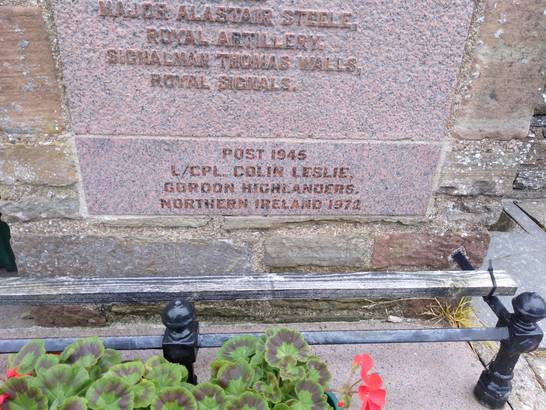 MAJOR ALASTAIR STEELE,
ROYAL ARTILLERY.
SIGNALMAN THOMAS WALLS,
ROYAL SIGNALS.
POST 1945
L/CPL. COLIN LESLIE,
GORDON HIGHLANDERS.
NORTHERN IRELAND 1972